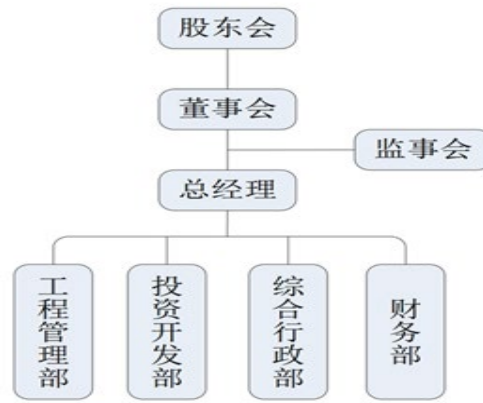 股东会
董事会
监事会
总经理
工程管理部
投资开发部
综合行政部
财务部